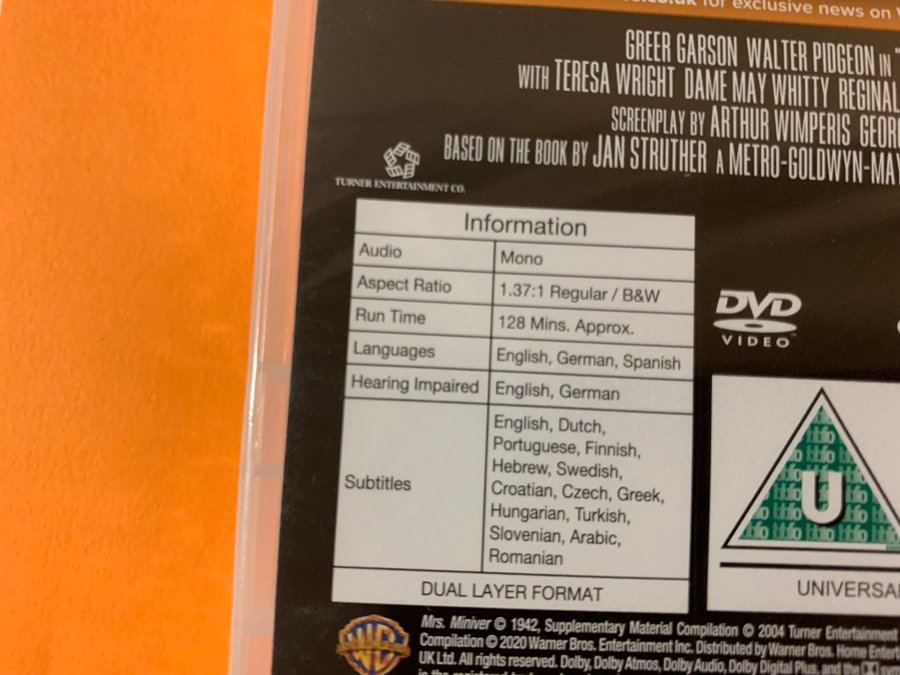 for exclusive news on
GREER GARSON WALTER PIDGEON IN "
WITH TERESA WRIGHT DAME MAY WHITTY REGINAL
SCREENPLAY BY ARTHUR WIMPERIS GEOR
BASED ON THE BOOK BY JAN STRUTHER A METRO-GOLDWYN-MAY
TURNER ENTERTAINMENT CO.
Information
Audio Mono
Aspect Ratio 1.37:1 Regular / B&W
Run Time 128 Mins. Approx.
Languages English, German, Spanish
Hearing Impaired English, German
Subtitles English, Dutch,
Portuguese, Finnish,
Hebrew, Swedish,
Croatian, Czech, Greek,
Hungarian, Turkish,
Slovenian, Arabic,
Romanian
DUAL LAYER FORMAT
DVD
VIDEO
U
UNIVERSAL
WB
Mrs. Miniver © 1942, Supplementary Material Compilation © 2004 Turner Entertainment
Compilation © 2020 Warner Bros. Entertainment Inc. Distributed by Warner Bros. Home Entert
UK Ltd. All rights reserved. Dolby, Dolby Atmos, Dolby Audio, Dolby Digital Plus, and the